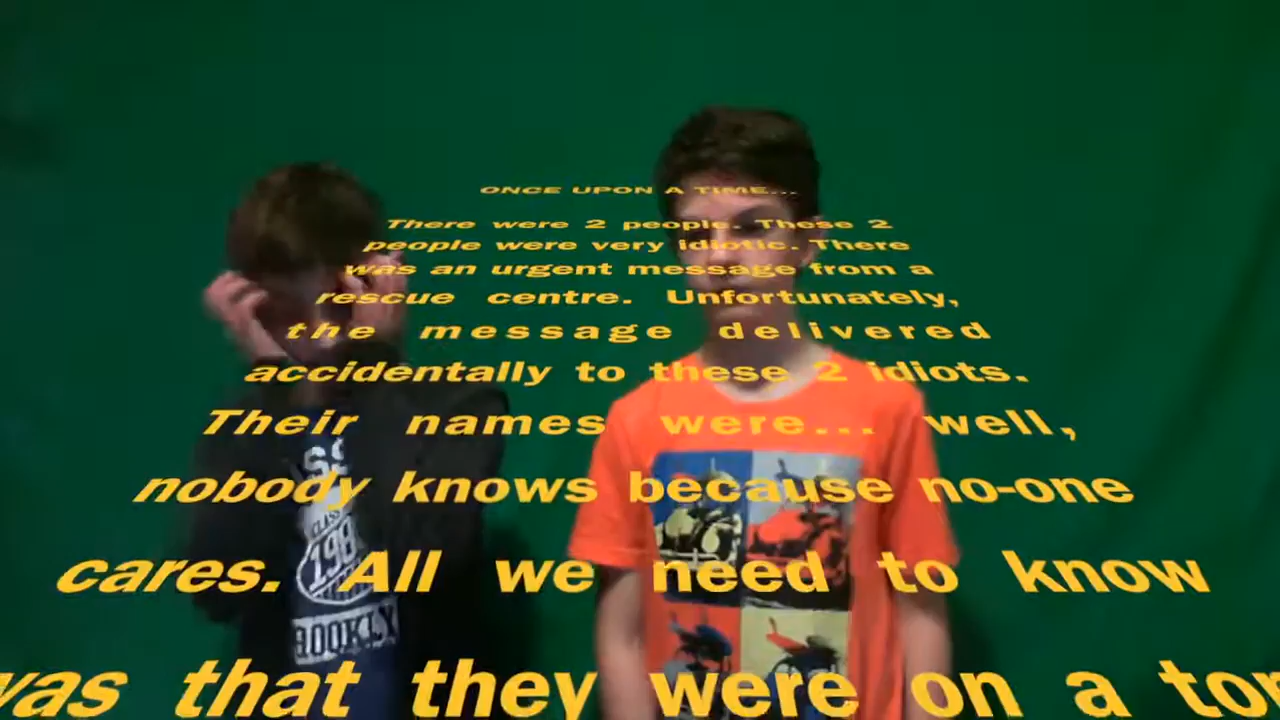 ONCE UPON A TIME...
There were 2 people. These 2
people were very idiotic. There
was an urgent message from a
rescue centre. Unfortunately,
the message delivered
accidentally to these 2 idiots.
Their names were... well,
nobody knows because no-one
cares. All we need to know
was that they were on a
198